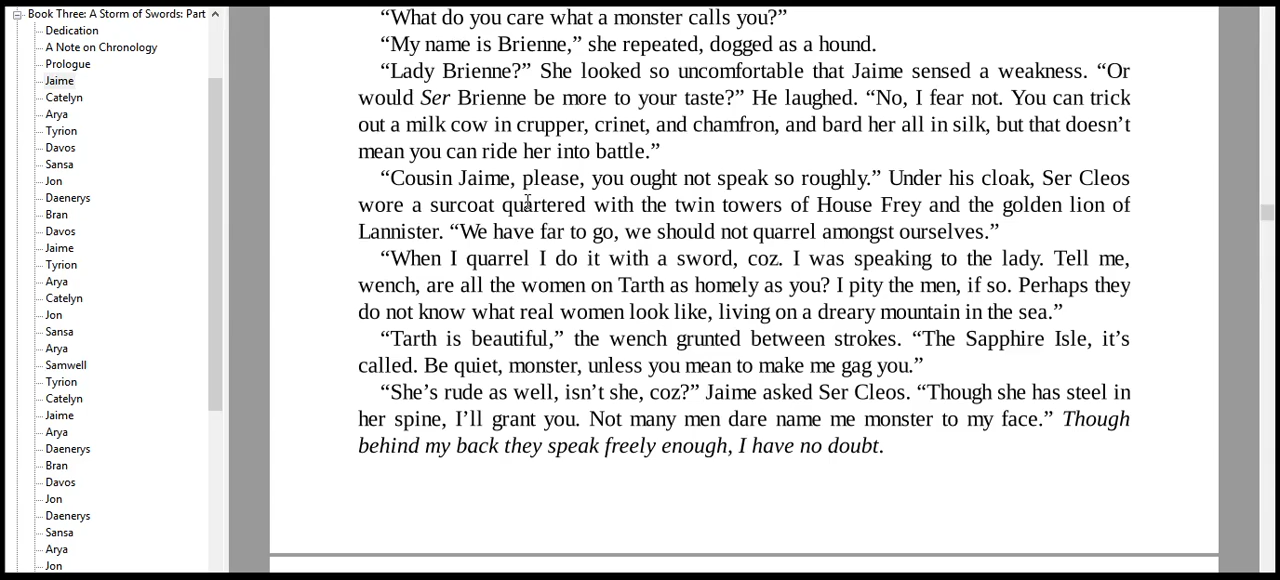 Book Three: A Storm of Swords: Part
Dedication
A Note on Chronology
Prologue
Jaime
Catelyn
Arya
Tyrion
Davos
Sansa
Jon
Daenerys
Bran
Davos
Jaime
Tyrion
Arya
Catelyn
Jon
Sansa
Arya
Samwell
Tyrion
Catelyn
Jaime
Arya
Daenerys
Bran
Davos
Jon
Daenerys
Sansa
Arya
Jon
“What do you care what a monster calls you?”
“My name is Brienne,” she repeated, dogged as a hound.
“Lady Brienne?” She looked so uncomfortable that Jaime sensed a weakness. “Or
would Ser Brienne be more to your taste?” He laughed. “No, I fear not. You can trick
out a milk cow in crupper, crinet, and chamfron, and bard her all in silk, but that doesn’t
mean you can ride her into battle.”
“Cousin Jaime, please, you ought not speak so roughly.” Under his cloak, Ser Cleos
wore a surcoat quartered with the twin towers of House Frey and the golden lion of
Lannister. “We have far to go, we should not quarrel amongst ourselves.”
“When I quarrel I do it with a sword, coz. I was speaking to the lady. Tell me,
wench, are all the women on Tarth as homely as you? I pity the men, if so. Perhaps they
do not know what real women look like, living on a dreary mountain in the sea.”
“Tarth is beautiful,” the wench grunted between strokes. “The Sapphire Isle, it’s
called. Be quiet, monster, unless you mean to make me gag you.”
“She’s rude as well, isn’t she, coz?” Jaime asked Ser Cleos. “Though she has steel in
her spine, I’ll grant you. Not many men dare name me monster to my face.” Though
behind my back they speak freely enough, I have no doubt.